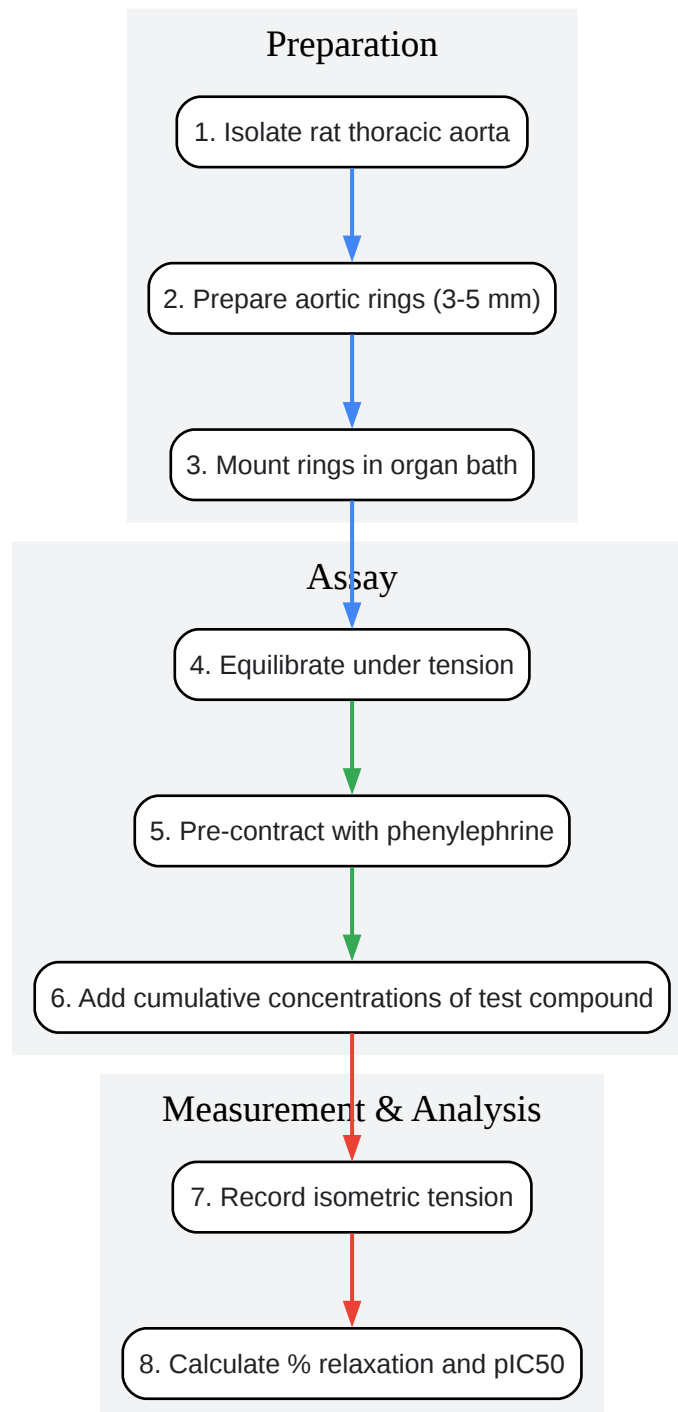 Preparation
1. Isolate rat thoracic aorta
2. Prepare aortic rings (3-5 mm)
3. Mount rings in organ bath
Assay
4. Equilibrate under tension
5. Pre-contract with phenylephrine
6. Add cumulative concentrations of test compound
Measurement & Analysis
7. Record isometric tension
8. Calculate % relaxation and pIC50